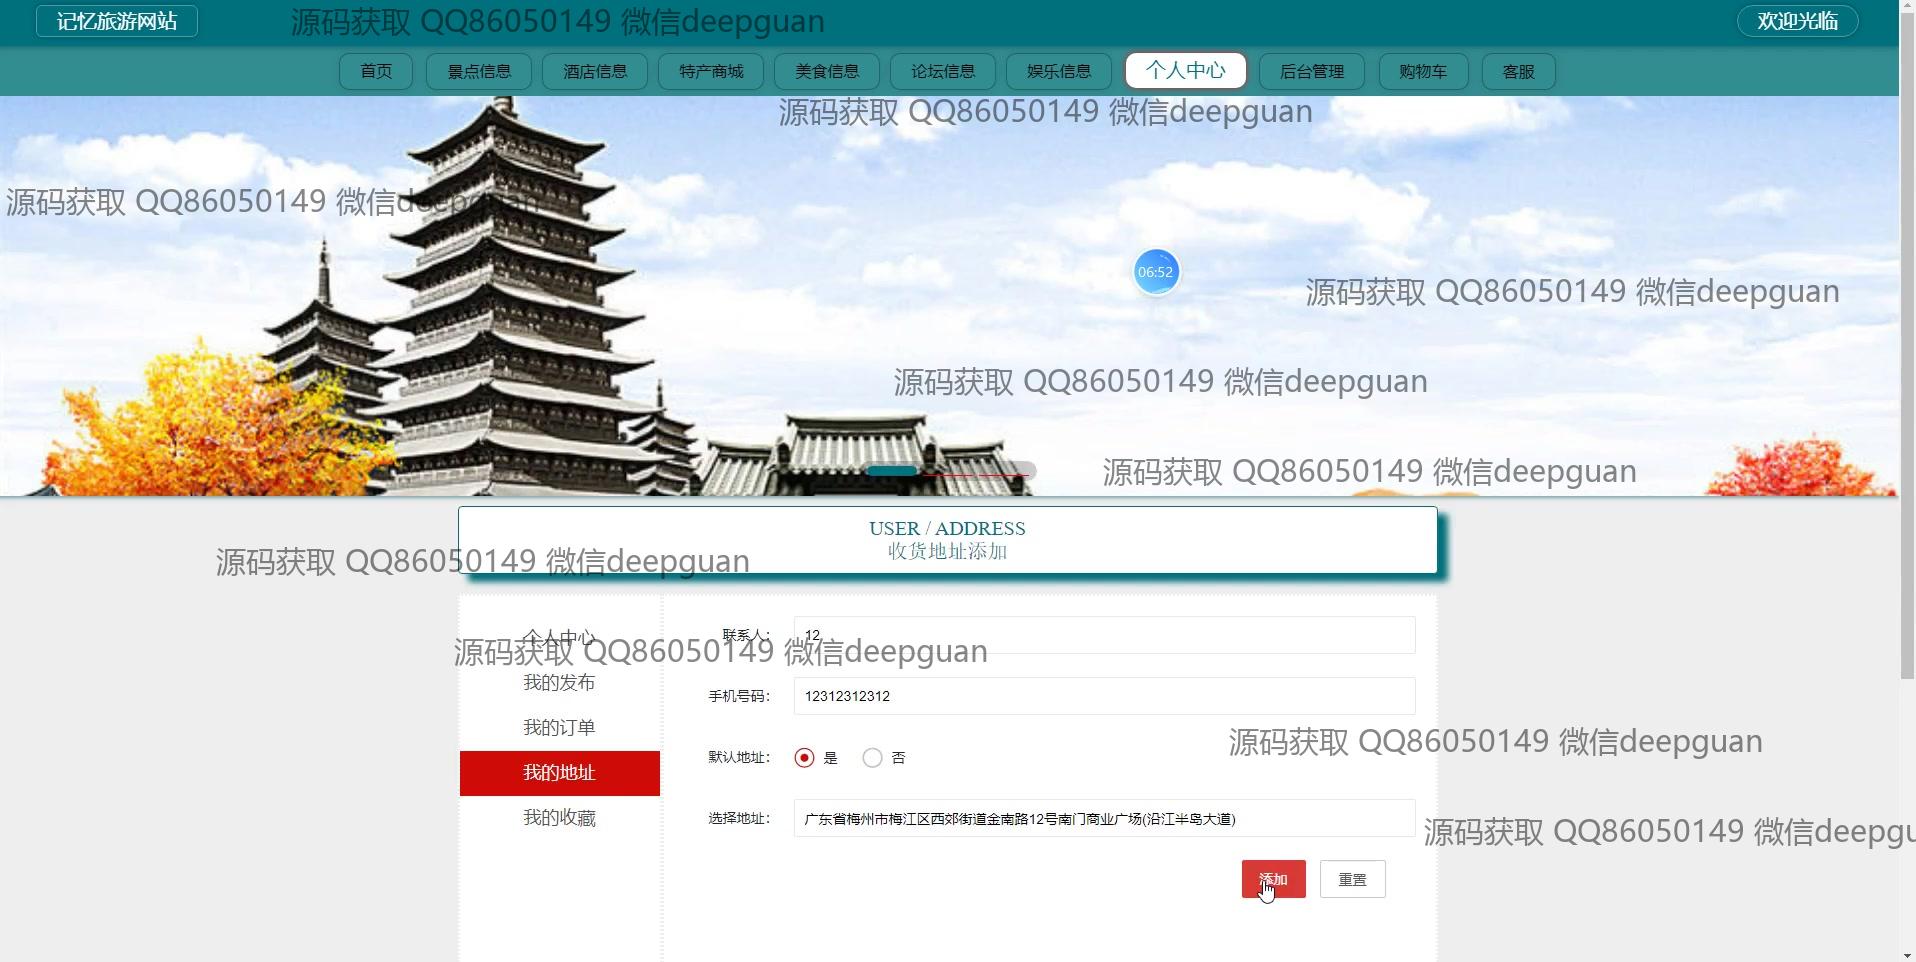 记忆旅游网站
源码获取 QQ86050149 微信deepguan
欢迎光临
首页
景点信息
酒店信息
特产商城
美食信息
论坛信息
娱乐信息
个人中心
后台管理
购物车
客服
源码获取 QQ86050149 微信deepguan
源码获取 QQ86050149 微信deepguan
06:52
源码获取 QQ86050149 微信deepguan
源码获取 QQ86050149 微信deepguan
源码获取 QQ86050149 微信deepguan
USER / ADDRESS
收货地址添加
源码获取 QQ86050149 微信deepguan
个人中心
联系人：
12
源码获取 QQ86050149 微信deepguan
我的发布
手机号码：
12312312312
我的订单
源码获取 QQ86050149 微信deepguan
默认地址：
是
否
我的地址
我的收藏
选择地址：
广东省梅州市梅江区西郊街道金南路12号南门商业广场(沿江半岛大道)
源码获取 QQ86050149 微信deepgu
添加
重置